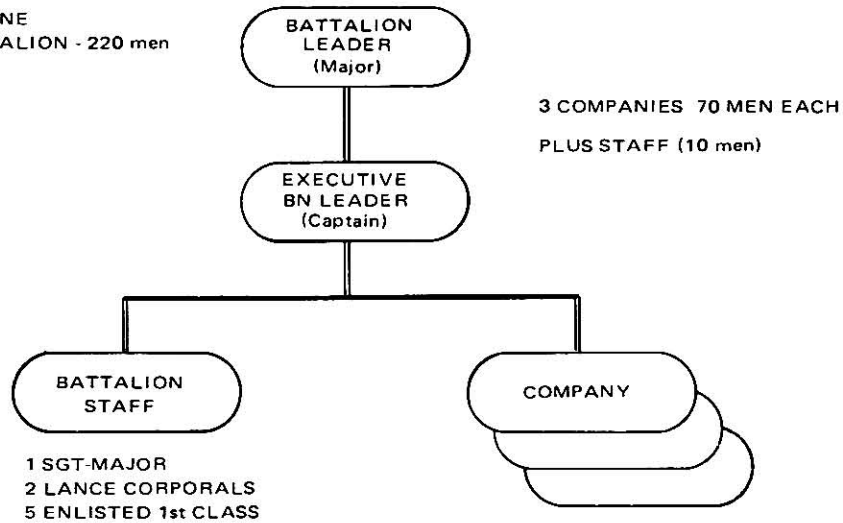 NE
ALION - 220 men
BATTALION
LEADER
(Major)
3 COMPANIES 70 MEN EACH
PLUS STAFF (10 men)
EXECUTIVE
BN LEADER
(Captain)
BATTALION
STAFF
COMPANY
1 SGT-MAJOR
2 LANCE CORPORALS
5 ENLISTED 1st CLASS